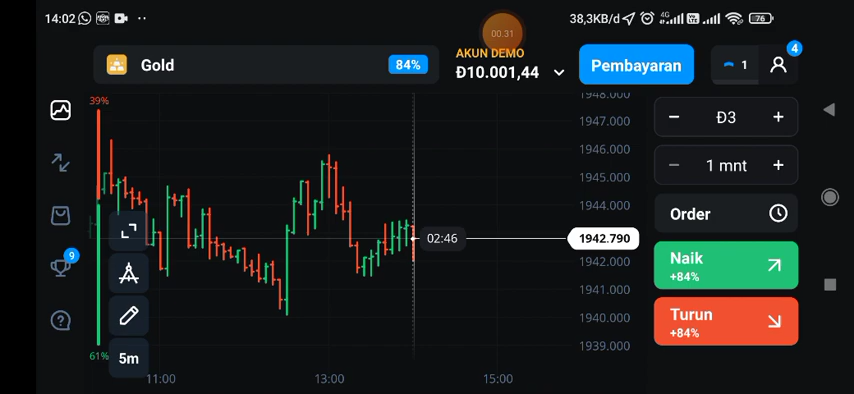 14:02
00.31
38,3KB/d
4G
76
Gold
84%
AKUN DEMO
Đ10.001,44
Pembayaran
1
4
39%
1948.000
1947.000
1946.000
1945.000
1944.000
1942.790
1942.000
1941.000
1940.000
1939.000
02:46
9
61%
5m
11:00
13:00
15:00
− Đ3 +
− 1 mnt +
Order
Naik
+84%
Turun
+84%